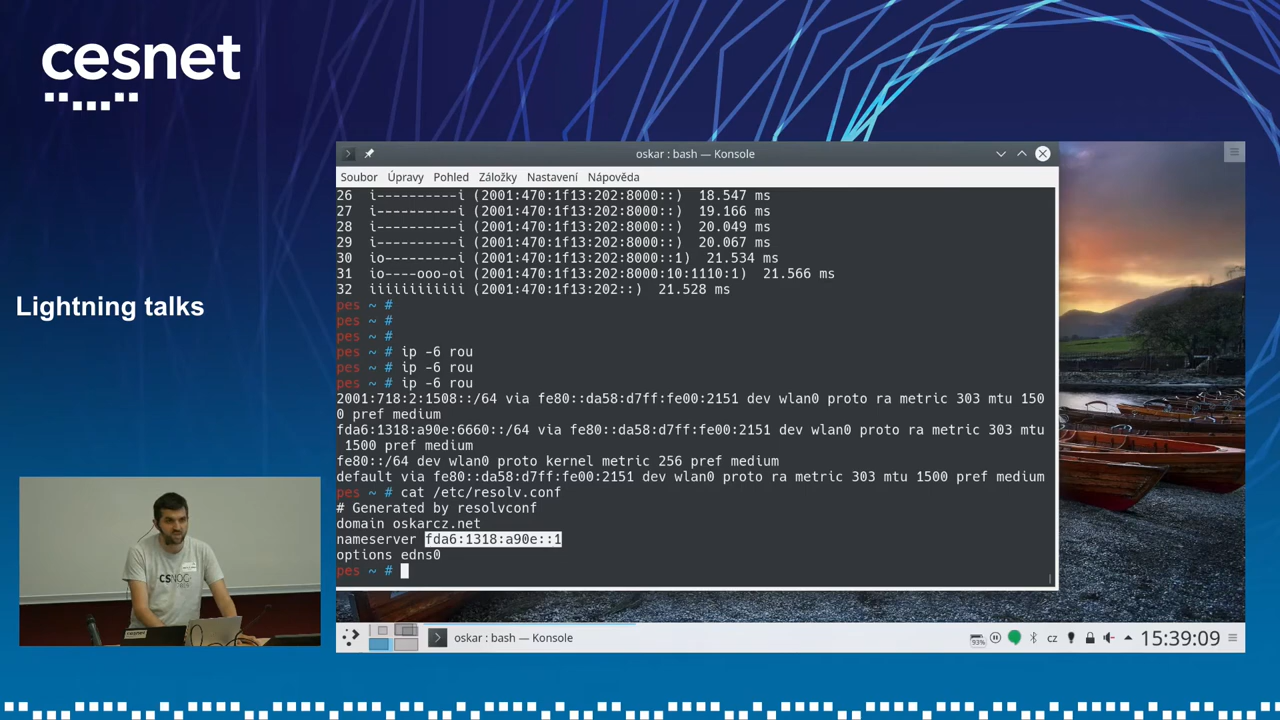 cesnet
Lightning talks
oskar : bash — Konsole
Soubor Úpravy Pohled Záložky Nastavení Nápověda
26 i----------i (2001:470:1f13:202:8000::) 18.547 ms
27 i----------i (2001:470:1f13:202:8000::) 19.166 ms
28 i----------i (2001:470:1f13:202:8000::) 20.049 ms
29 i----------i (2001:470:1f13:202:8000::) 20.067 ms
30 io---------i (2001:470:1f13:202:8000::1) 21.534 ms
31 io----ooo-oi (2001:470:1f13:202:8000:10:1110:1) 21.566 ms
32 iiiiiiiiiiii (2001:470:1f13:202::) 21.528 ms
pes ~ #
pes ~ #
pes ~ #
pes ~ # ip -6 rou
pes ~ # ip -6 rou
pes ~ # ip -6 rou
2001:718:2:1508::/64 via fe80::da58:d7ff:fe00:2151 dev wlan0 proto ra metric 303 mtu 150
0 pref medium
fda6:1318:a90e:6660::/64 via fe80::da58:d7ff:fe00:2151 dev wlan0 proto ra metric 303 mtu
1500 pref medium
fe80::/64 dev wlan0 proto kernel metric 256 pref medium
default via fe80::da58:d7ff:fe00:2151 dev wlan0 proto ra metric 303 mtu 1500 pref medium
pes ~ # cat /etc/resolv.conf
# Generated by resolvconf
domain oskarcz.net
nameserver fda6:1318:a90e::1
options edns0
pes ~ #
CSNOG
cesnet
oskar : bash — Konsole
93%
cz
15:39:09